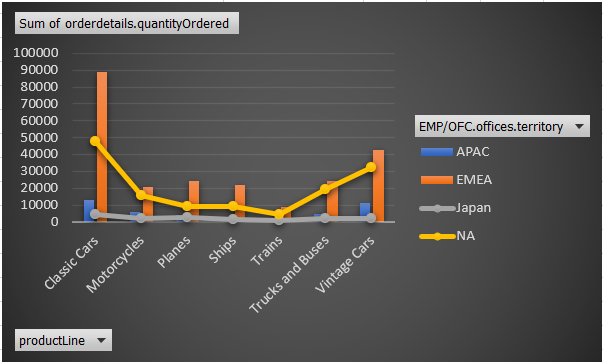 Sum of orderdetails.quantityOrdered
100000
90000
80000
70000
60000
50000
40000
30000
20000
10000
0
Classic Cars
Motorcycles
Planes
Ships
Trains
Trucks and Buses
Vintage Cars
EMP/OFC.offices.territory
APAC
EMEA
Japan
NA
productLine